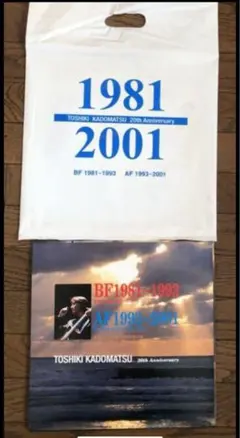 1981
TOSHIKI KADOMATSU 20th Anniversary
2001
BF 1981-1993 AF 1993-2001
BF1981-1993
AF1993-2001
TOSHIKI KADOMATSU 20th Anniversary